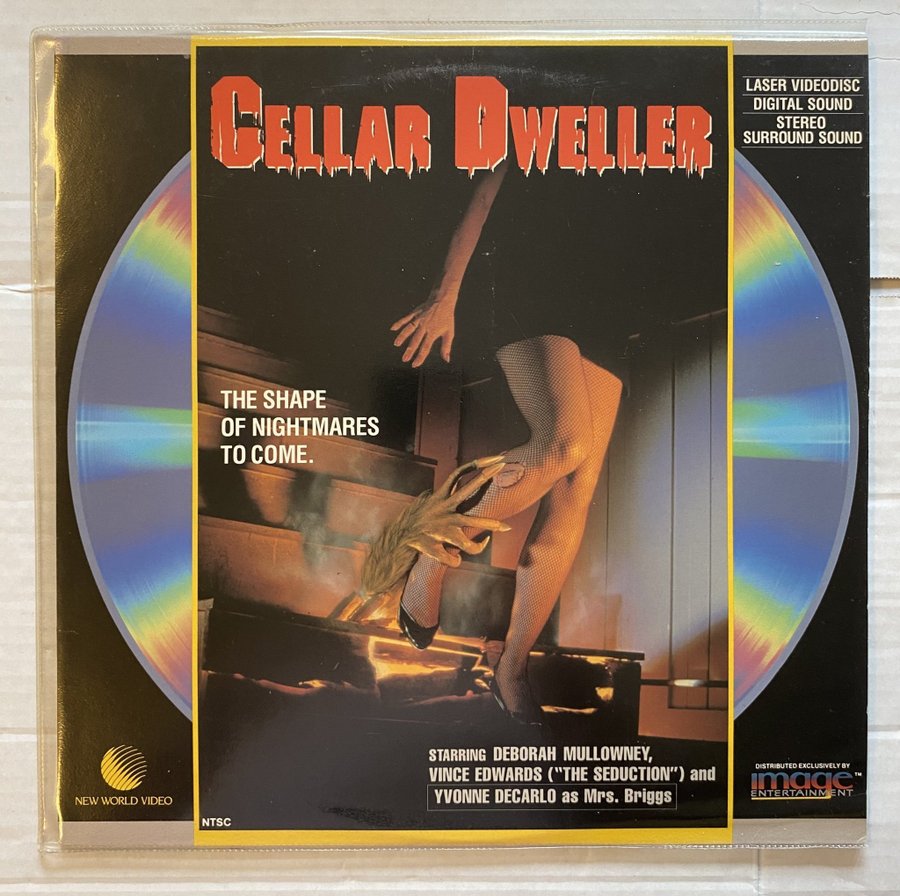 CELLAR DWELLER
LASER VIDEODISC
DIGITAL SOUND
STEREO
SURROUND SOUND
THE SHAPE
OF NIGHTMARES
TO COME.
STARRING DEBORAH MULLOWNEY,
VINCE EDWARDS ("THE SEDUCTION") and
YVONNE DECARLO as Mrs. Briggs
NEW WORLD VIDEO
NTSC
DISTRIBUTED EXCLUSIVELY BY
image™
ENTERTAINMENT